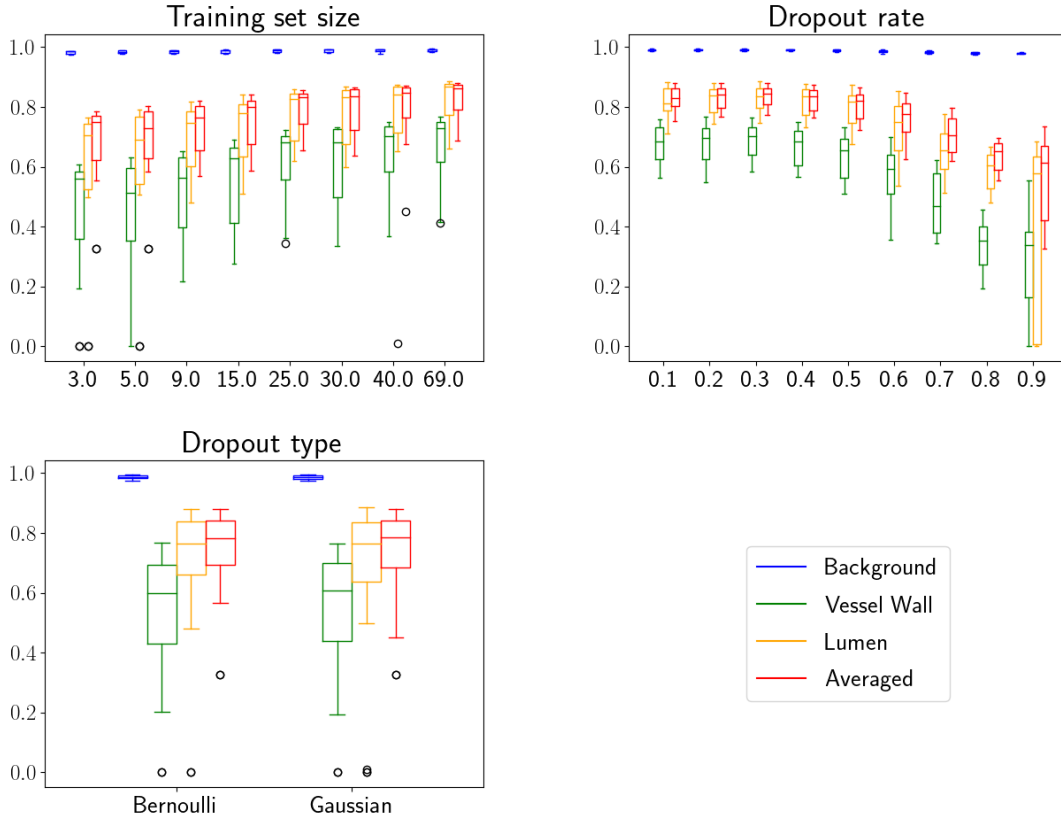 Training set size
1.0
0.8
0.6
0.4
0.2
0.0
3.0 5.0 9.0 15.0 25.0 30.0 40.0 69.0
Dropout rate
1.0
0.8
0.6
0.4
0.2
0.0
0.1 0.2 0.3 0.4 0.5 0.6 0.7 0.8 0.9
Dropout type
1.0
0.8
0.6
0.4
0.2
0.0
Bernoulli Gaussian
Background
Vessel Wall
Lumen
Averaged